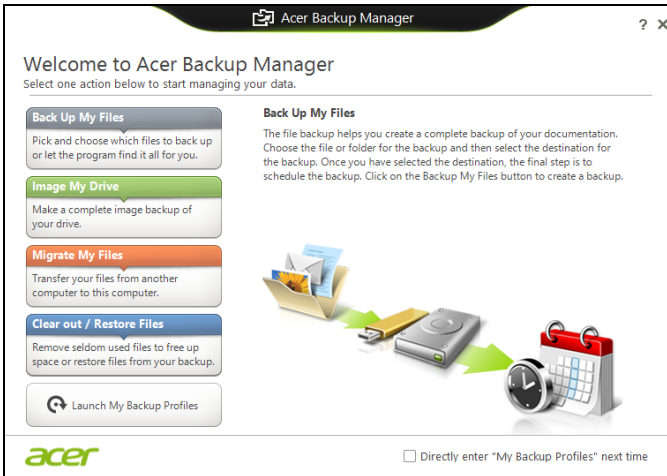 Acer Backup Manager
? X
Welcome to Acer Backup Manager
Select one action below to start managing your data.
Back Up My Files
Pick and choose which files to back up
or let the program find it all for you.
Image My Drive
Make a complete image backup of
your drive.
Migrate My Files
Transfer your files from another
computer to this computer.
Clear out / Restore Files
Remove seldom used files to free up
space or restore files from your backup.
Launch My Backup Profiles
Back Up My Files
The file backup helps you create a complete backup of your documentation.
Choose the file or folder for the backup and then select the destination for
the backup. Once you have selected the destination, the final step is to
schedule the backup. Click on the Backup My Files button to create a backup.
acer
Directly enter "My Backup Profiles" next time